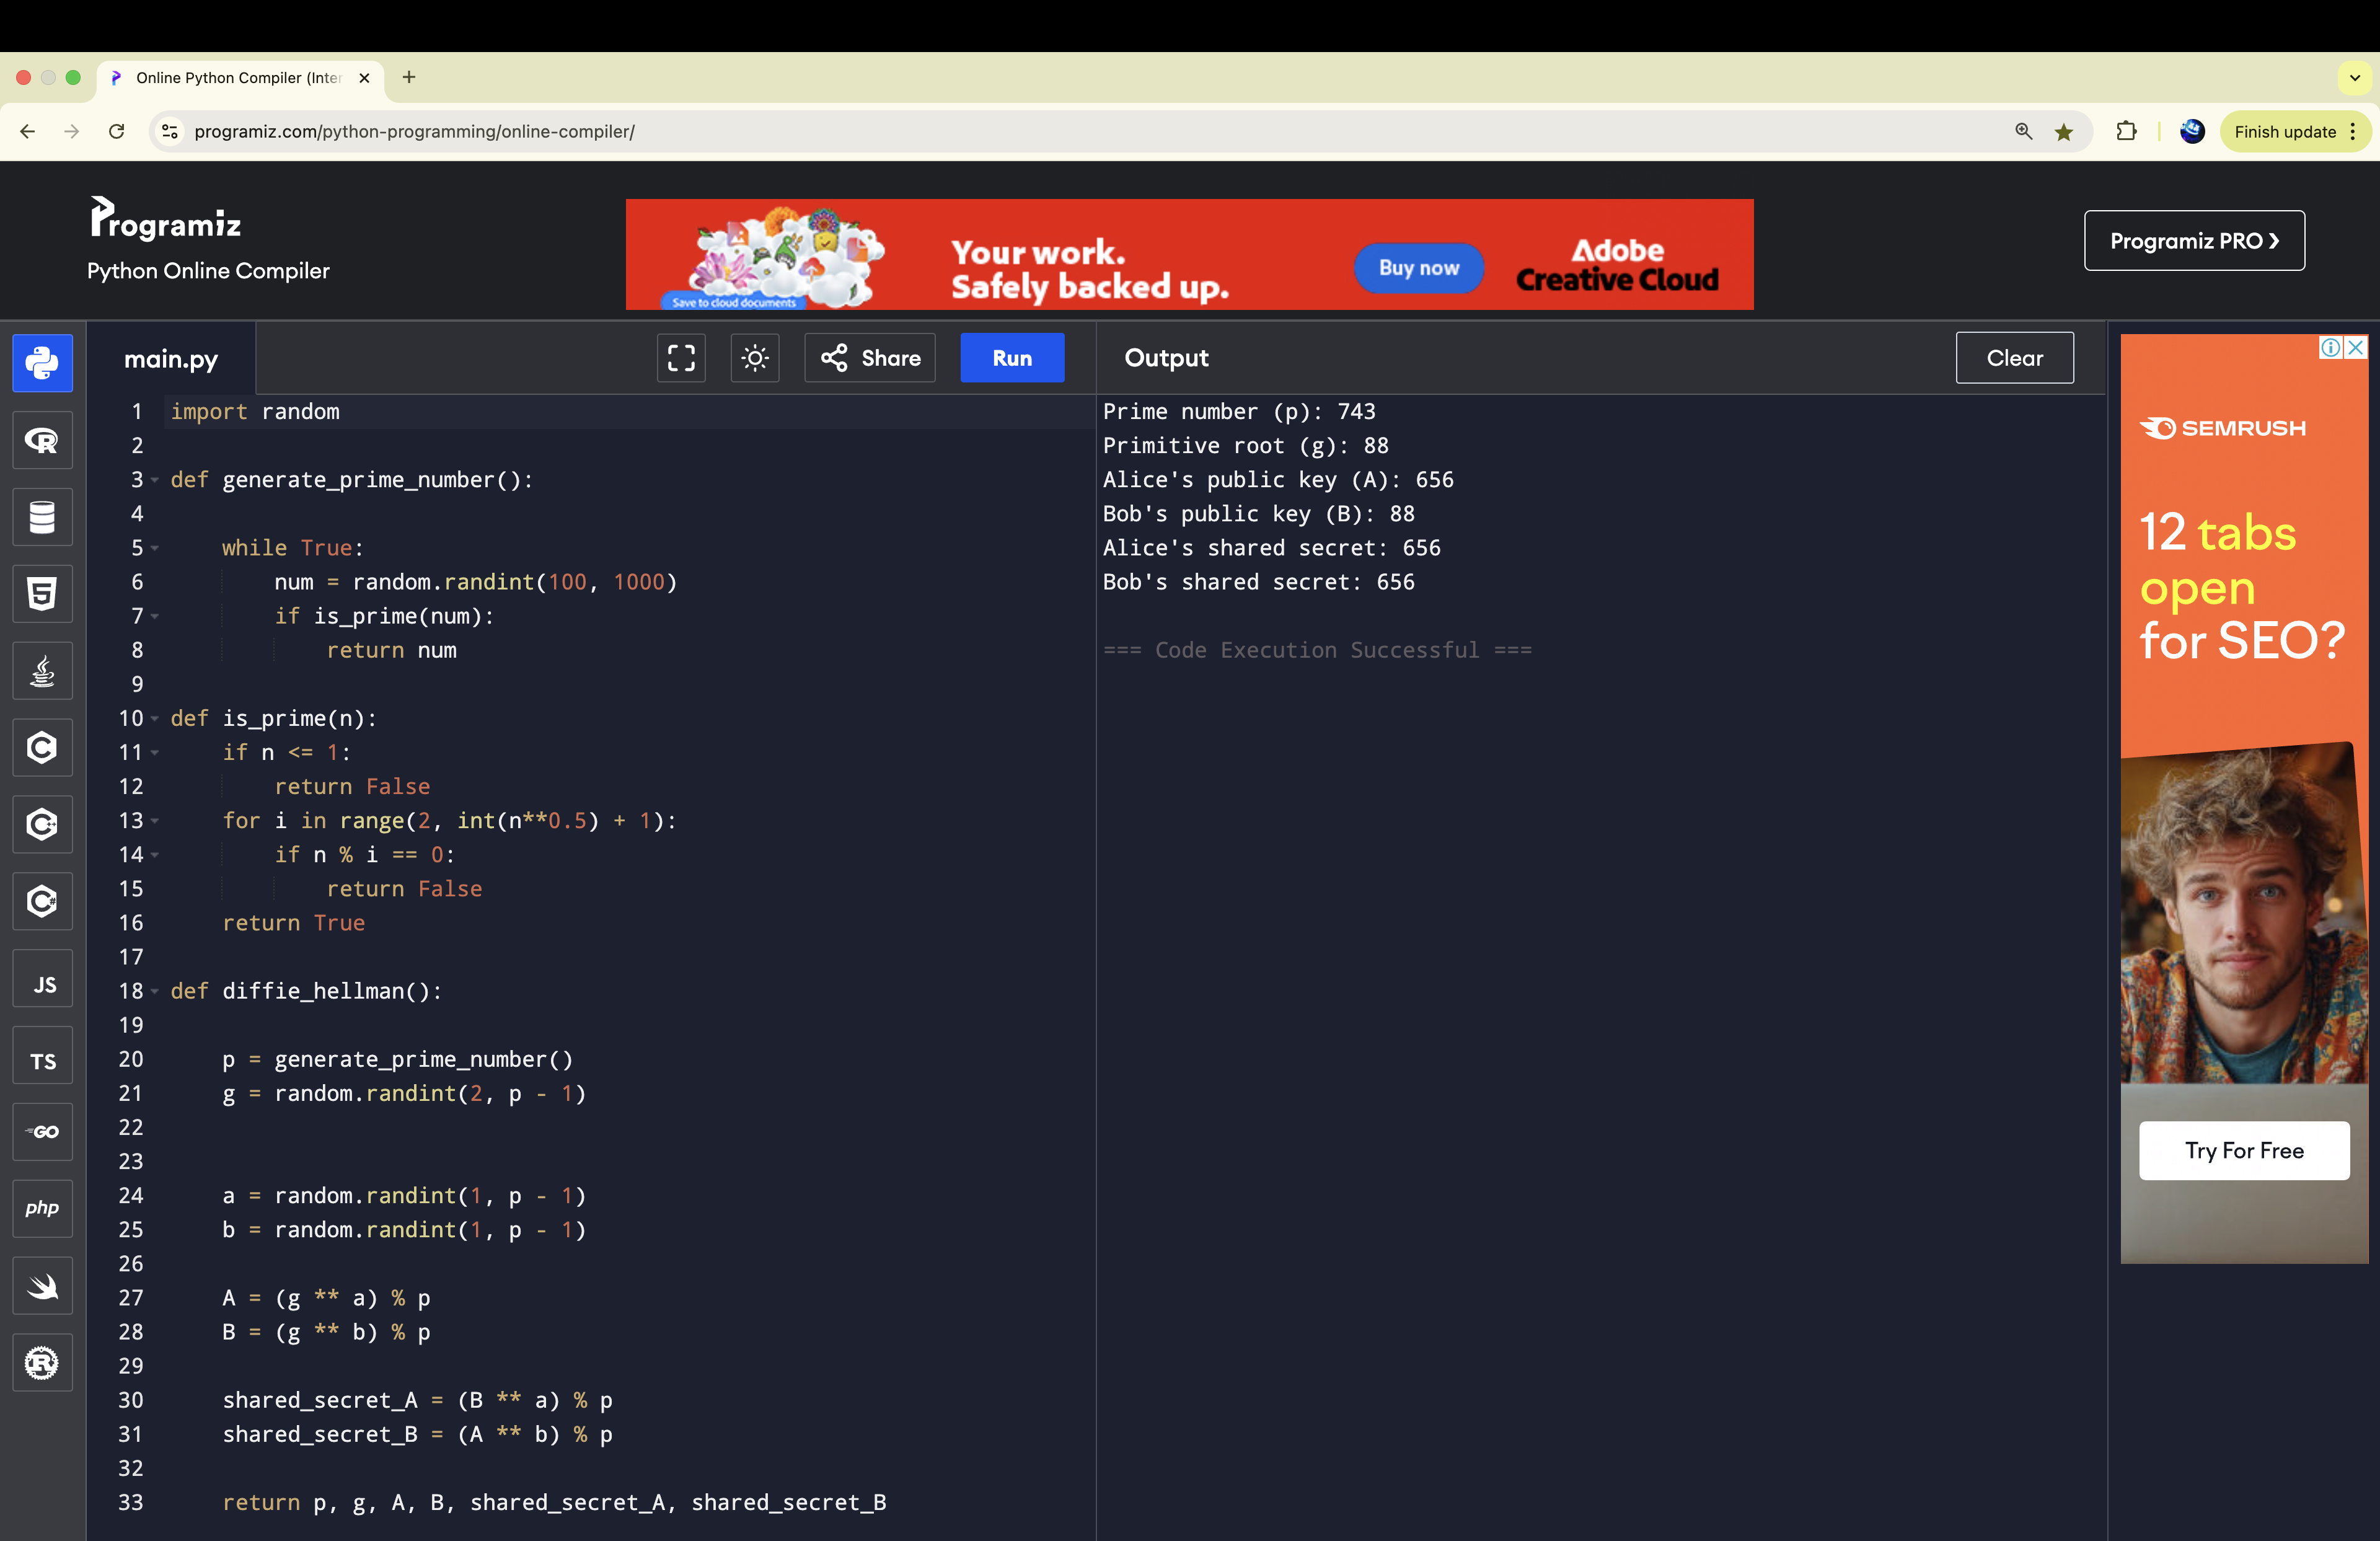 Online Python Compiler (Inter
programiz.com/python-programming/online-compiler/
Finish update
Programiz
Python Online Compiler
Save to cloud documents
Your work.
Safely backed up.
Buy now
Adobe
Creative Cloud
Programiz PRO ❯
main.py
Share
Run
Output
Clear
1 import random
2
3 def generate_prime_number():
4
5     while True:
6         num = random.randint(100, 1000)
7         if is_prime(num):
8             return num
9
10 def is_prime(n):
11     if n <= 1:
12         return False
13     for i in range(2, int(n**0.5) + 1):
14         if n % i == 0:
15             return False
16     return True
17
18 def diffie_hellman():
19
20     p = generate_prime_number()
21     g = random.randint(2, p - 1)
22
23
24     a = random.randint(1, p - 1)
25     b = random.randint(1, p - 1)
26
27     A = (g ** a) % p
28     B = (g ** b) % p
29
30     shared_secret_A = (B ** a) % p
31     shared_secret_B = (A ** b) % p
32
33     return p, g, A, B, shared_secret_A, shared_secret_B
Prime number (p): 743
Primitive root (g): 88
Alice's public key (A): 656
Bob's public key (B): 88
Alice's shared secret: 656
Bob's shared secret: 656
=== Code Execution Successful ===
R
5
C
C++
C#
JS
TS
GO
php
R
SEMRUSH
12 tabs
open
for SEO?
Try For Free